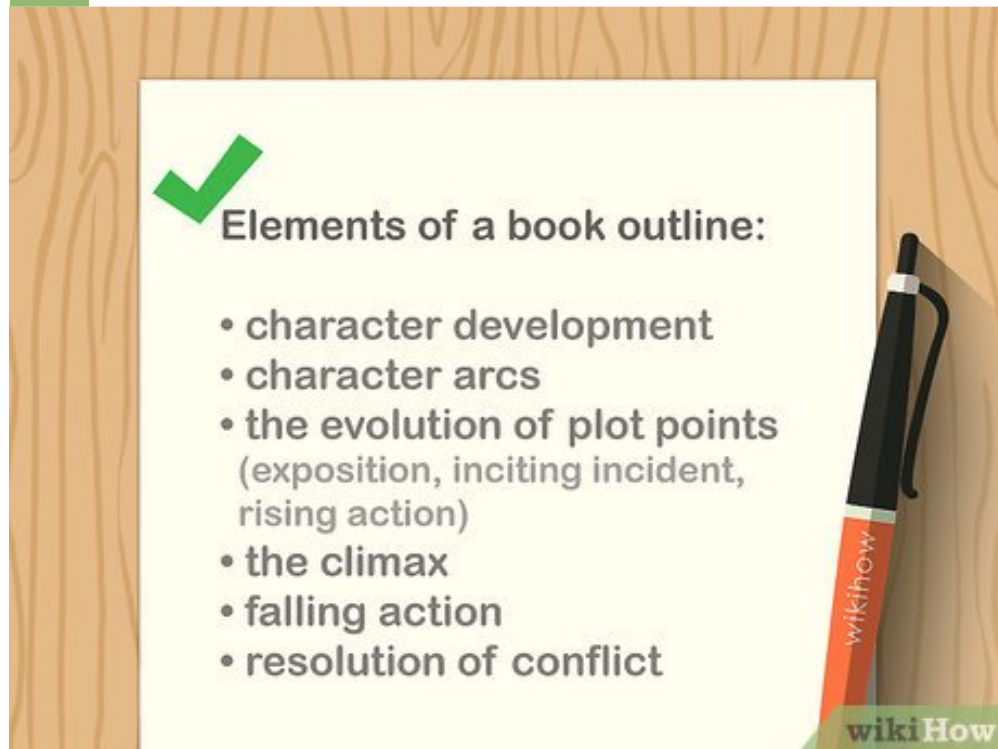 Elements of a book outline:
• character development
• character arcs
• the evolution of plot points
(exposition, inciting incident,
rising action)
• the climax
• falling action
• resolution of conflict
wikihow
wikiHow